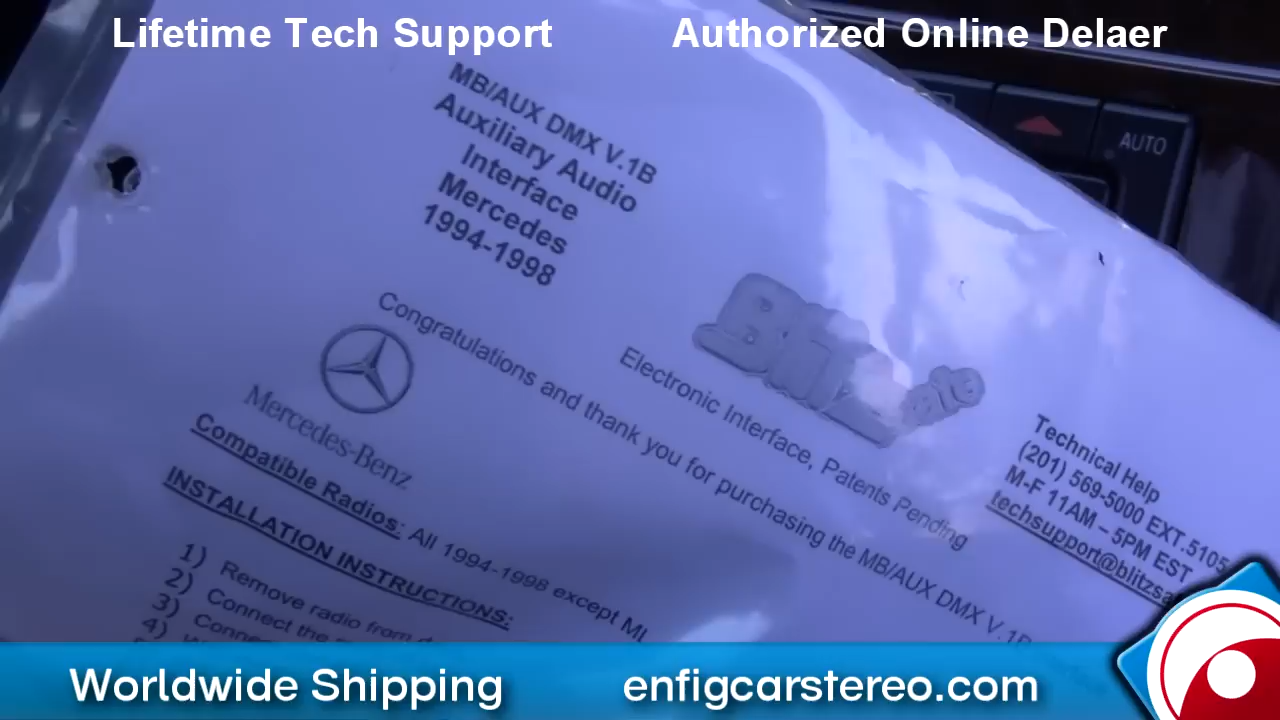 Lifetime Tech Support
Authorized Online Delaer
AUTO
MB/AUX DMX V.1B
Auxiliary Audio
Interface
Mercedes
1994-1998
Mercedes-Benz
Electronic Interface, Patents Pending
Technical Help
(201) 569-5000 EXT.5105
M-F 11AM – 5PM EST
techsupport@blitzsa
Congratulations and thank you for purchasing the MB/AUX DMX V.1B
Compatible Radios: All 1994-1998 except
INSTALLATION INSTRUCTIONS:
1) Remove radio from
2) Connect the
3)
4)
Worldwide Shipping
enfigcarstereo.com